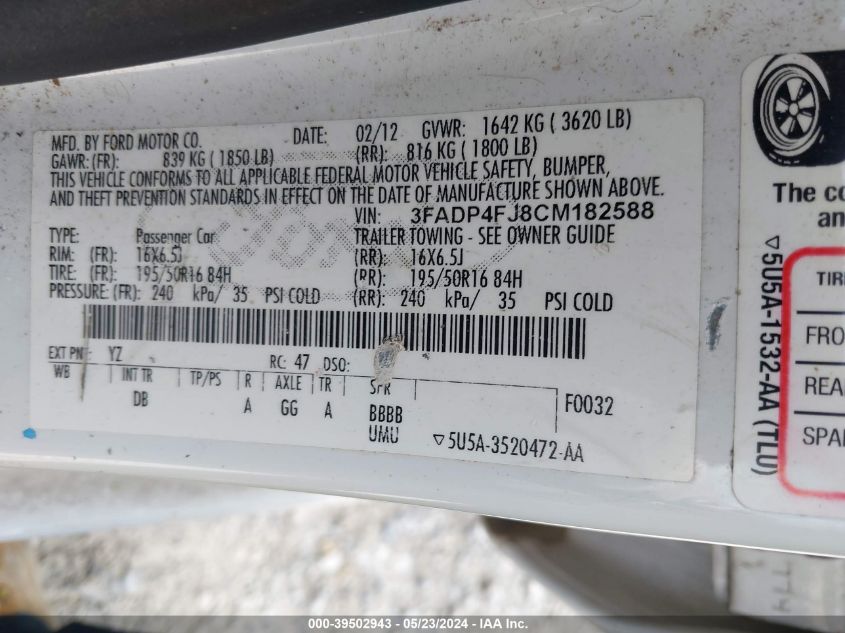 MFD. BY FORD MOTOR CO. DATE: 02/12 GVWR: 1642 KG ( 3620 LB)
GAWR: (FR): 839 KG ( 1850 LB) (RR): 816 KG ( 1800 LB)
THIS VEHICLE CONFORMS TO ALL APPLICABLE FEDERAL MOTOR VEHICLE SAFETY, BUMPER,
AND THEFT PREVENTION STANDARDS IN EFFECT ON THE DATE OF MANUFACTURE SHOWN ABOVE.
VIN: 3FADP4FJ8CM182588
TYPE: Passenger Car TRAILER TOWING - SEE OWNER GUIDE
RIM: (FR): 16X6.5J (RR): 16X6.5J
TIRE: (FR): 195/50R16 84H (RR): 195/50R16 84H
PRESSURE: (FR): 240 kPa/ 35 PSI COLD (RR): 240 kPa/ 35 PSI COLD
EXT PNT: YZ RC: 47 DSO:
WB INT TR TP/PS R AXLE TR SPR
DB A GG A BBBB F0032
UMU ▽5U5A-3520472-AA
The co
an
▽5U5A-1532-AA (TLU)
TIR
FRO
REA
SPA
000-39502943 - 05/23/2024 - IAA Inc.